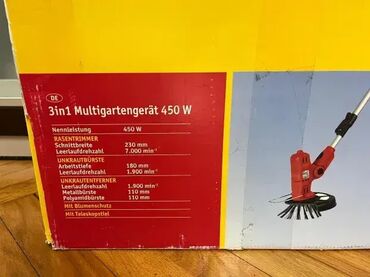 DE
3in1 Multigartengerät 450 W
Nennleistung 450 W
RASENTRIMMER
Schnittbreite 230 mm
Leerlaufdrehzahl 7.000 min⁻¹
UNKRAUTBÜRSTE
Arbeitstiefe 180 mm
Leerlaufdrehzahl 1.900 min⁻¹
UNKRAUTENTFERNER
Leerlaufdrehzahl 1.900 min⁻¹
Metallbürste 110 mm
Polyamidbürste 110 mm
Mit Blumenschutz
Mit Teleskopstiel